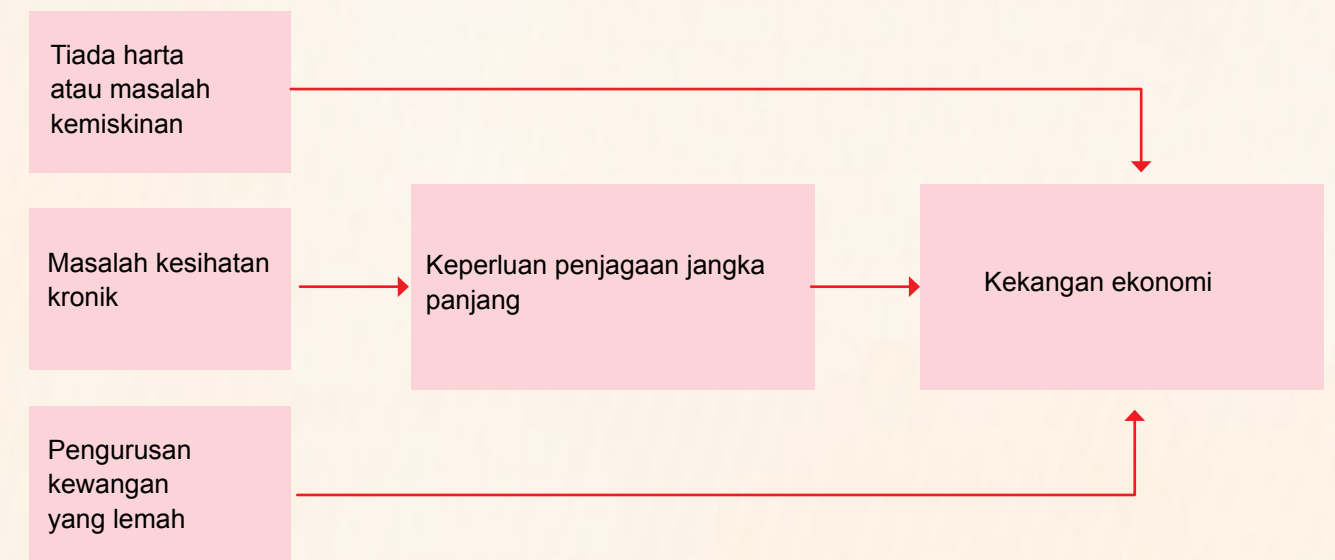 Tiada harta
atau masalah
kemiskinan
Masalah kesihatan
kronik
Keperluan penjagaan jangka
panjang
Kekangan ekonomi
Pengurusan
kewangan
yang lemah